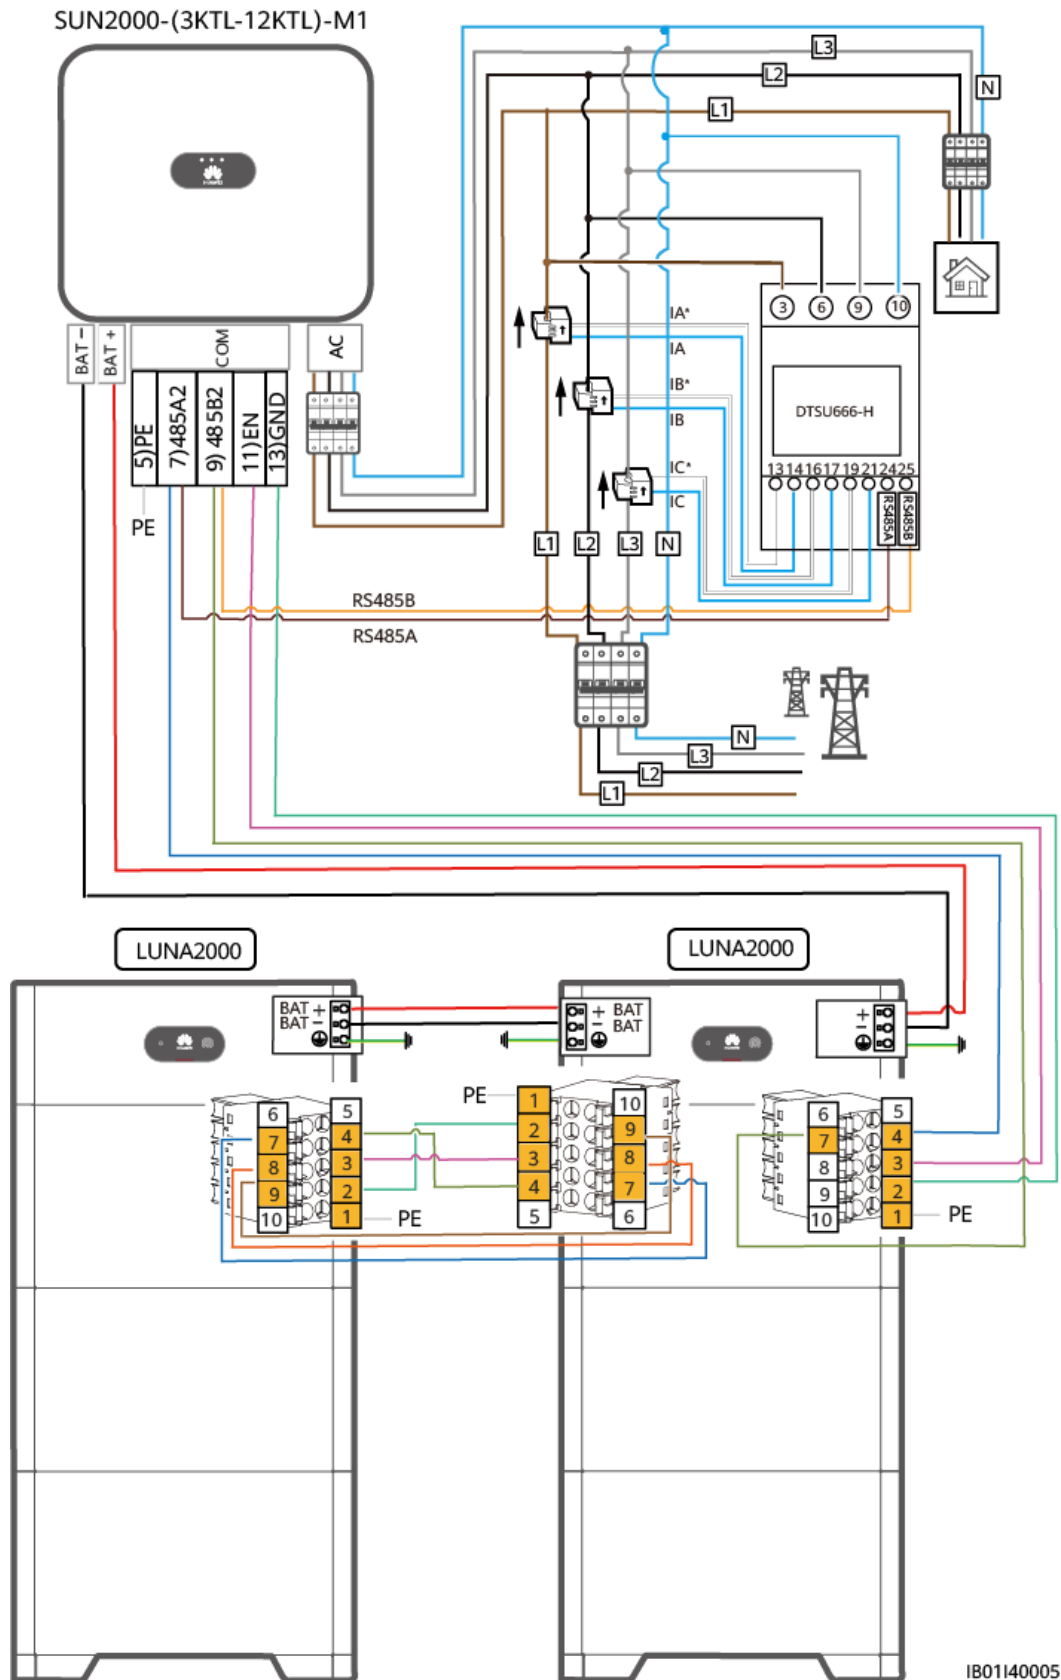 SUN2000-(3KTL-12KTL)-M1
L3
L2
N
L1
BAT −
BAT +
COM
AC
5)PE
7)485A2
9) 485B2
11)EN
13)GND
PE
3
6
9
10
IA*
IA
IB*
IB
IC*
IC
DTSU666-H
13 14 16 17 19 21 24 25
RS485A
RS485B
L1
L2
L3
N
RS485B
RS485A
N
L3
L2
L1
LUNA2000
LUNA2000
BAT +
BAT −
+ BAT
− BAT
+
−
6
7
8
9
10
5
4
3
2
1
PE
PE
1
2
3
4
5
10
9
8
7
6
6
7
8
9
10
5
4
3
2
1
PE
IB01I40005